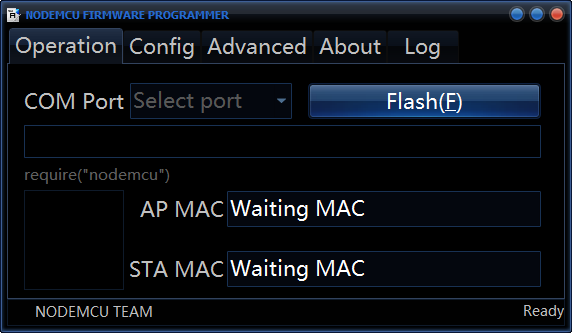 NODEMCU FIRMWARE PROGRAMMER
Operation Config Advanced About Log
COM Port Select port Flash(F)
require("nodemcu")
AP MAC Waiting MAC
STA MAC Waiting MAC
NODEMCU TEAM Ready